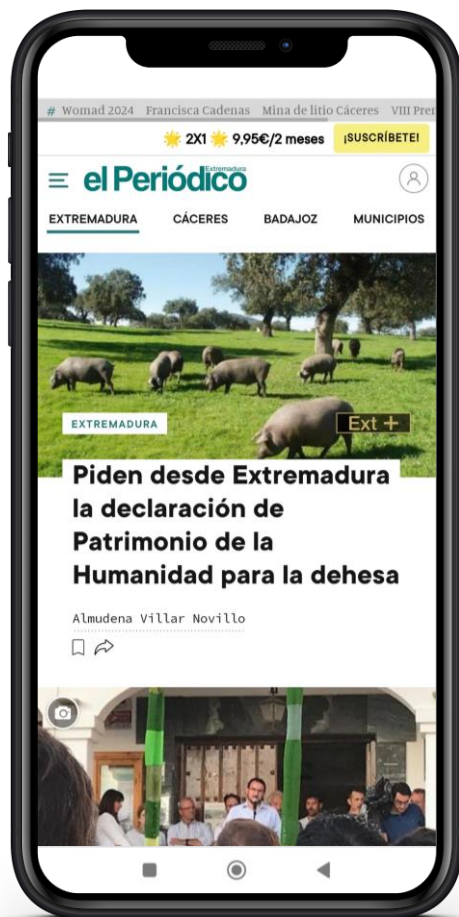 # Womad 2024 Francisca Cadenas Mina de litio Cáceres VIII Prem
2X1 9,95€/2 meses ¡SUSCRÍBETE!
el Periódico Extremadura
EXTREMADURA CÁCERES BADAJOZ MUNICIPIOS
EXTREMADURA
Ext +
Piden desde Extremadura
la declaración de
Patrimonio de la
Humanidad para la dehesa
Almudena Villar Novillo